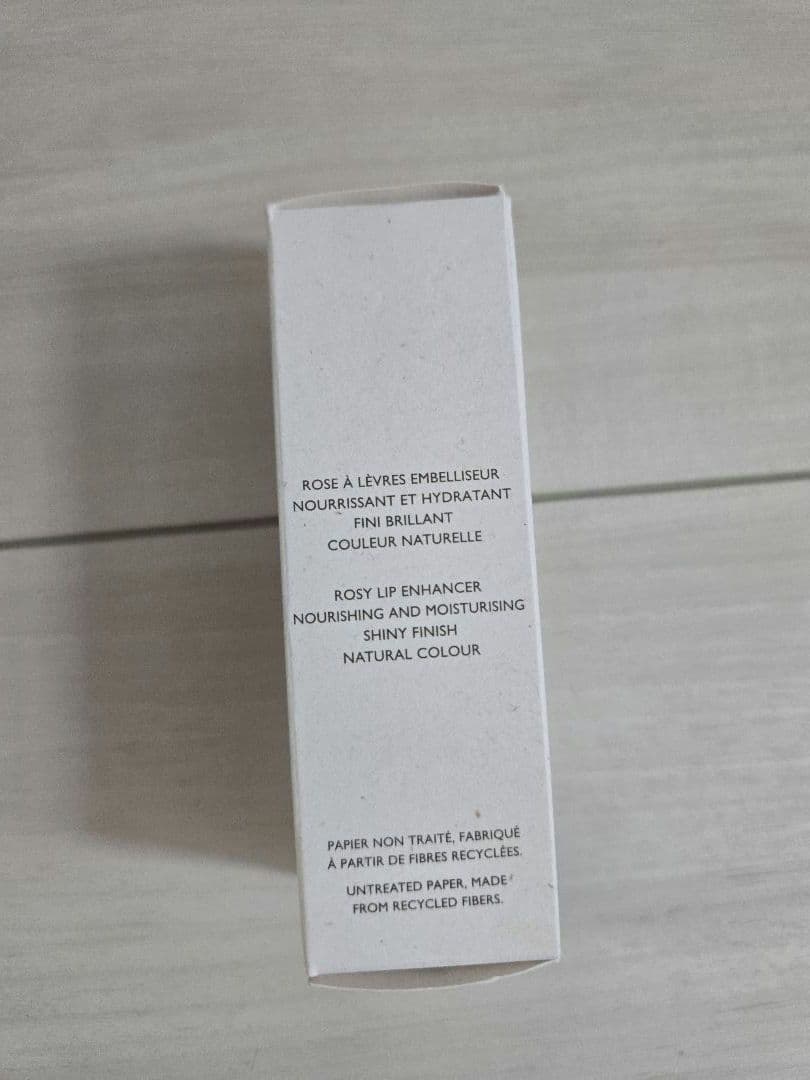 ROSE À LÈVRES EMBELLISEUR
NOURRISSANT ET HYDRATANT
FINI BRILLANT
COULEUR NATURELLE
ROSY LIP ENHANCER
NOURISHING AND MOISTURISING
SHINY FINISH
NATURAL COLOUR
PAPIER NON TRAITÉ, FABRIQUÉ
À PARTIR DE FIBRES RECYCLÉES.
UNTREATED PAPER, MADE
FROM RECYCLED FIBERS.